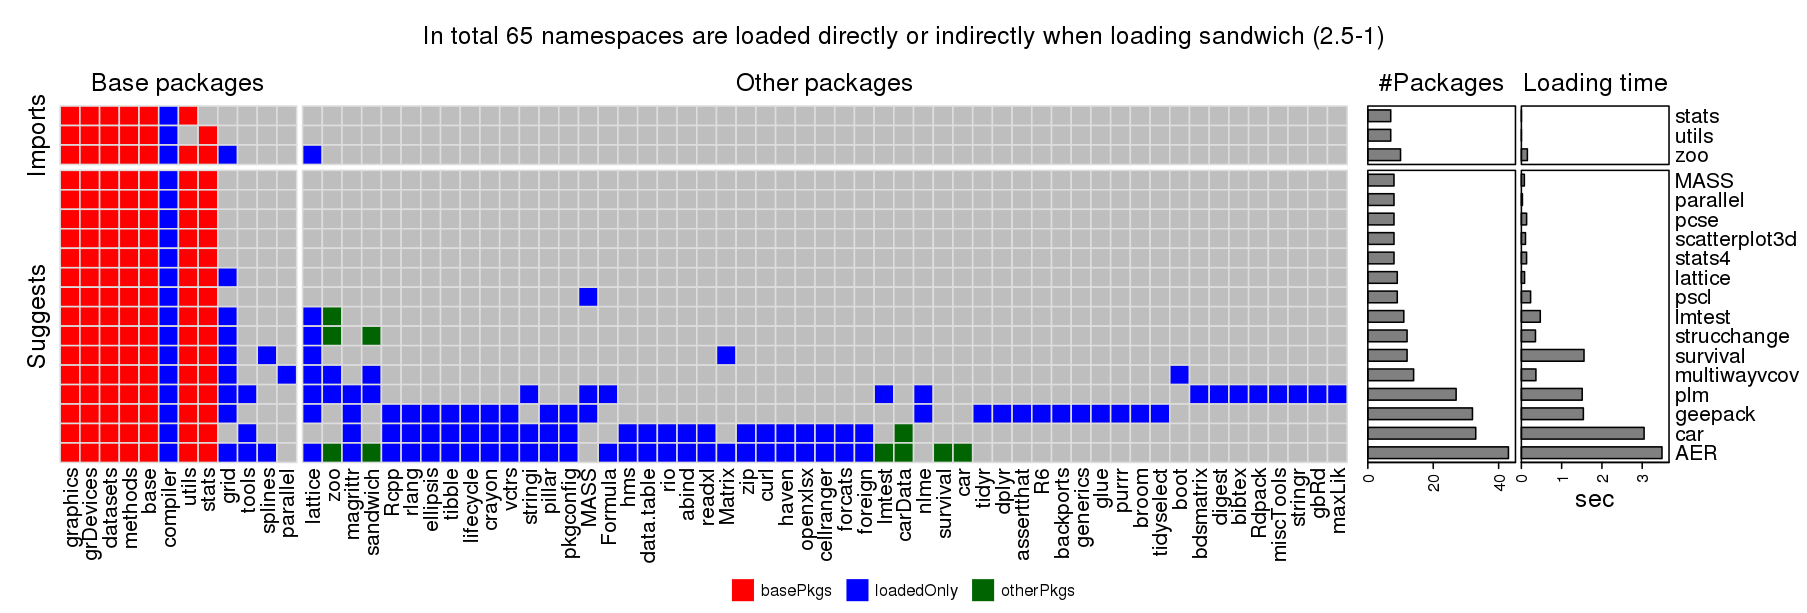 In total 65 namespaces are loaded directly or indirectly when loading sandwich (2.5-1)
Base packages
Other packages
#Packages
Loading time
Imports
Suggests
stats
utils
zoo
MASS
parallel
pcse
scatterplot3d
stats4
lattice
pscl
lmtest
strucchange
survival
multiwayvcov
plm
geepack
car
AER
graphics
grDevices
datasets
methods
base
compiler
utils
stats
grid
tools
splines
parallel
lattice
zoo
magrittr
sandwich
Rcpp
rlang
ellipsis
tibble
lifecycle
crayon
vctrs
stringi
pillar
pkgconfig
MASS
Formula
hms
data.table
rio
abind
readxl
Matrix
zip
curl
haven
openxlsx
cellranger
forcats
foreign
lmtest
carData
nlme
survival
car
tidyr
dplyr
assertthat
R6
backports
generics
glue
purrr
broom
tidyselect
boot
bdsmatrix
digest
bibtex
Rdpack
miscTools
stringr
gbRd
maxLik
0
20
40
0
1
2
3
sec
basePkgs
loadedOnly
otherPkgs